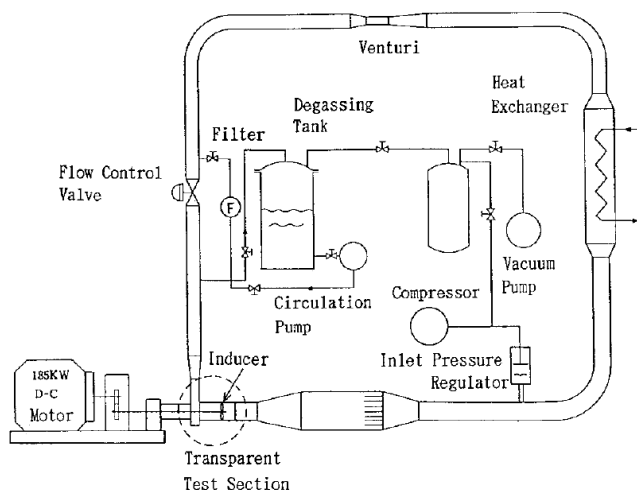 Venturi
Heat
Exchanger
Degassing
Tank
Filter
Flow Control
Valve
F
Vacuum
Pump
Circulation
Pump
Compressor
Inlet Pressure
Regulator
Inducer
185KW
D-C
Motor
Transparent
Test Section